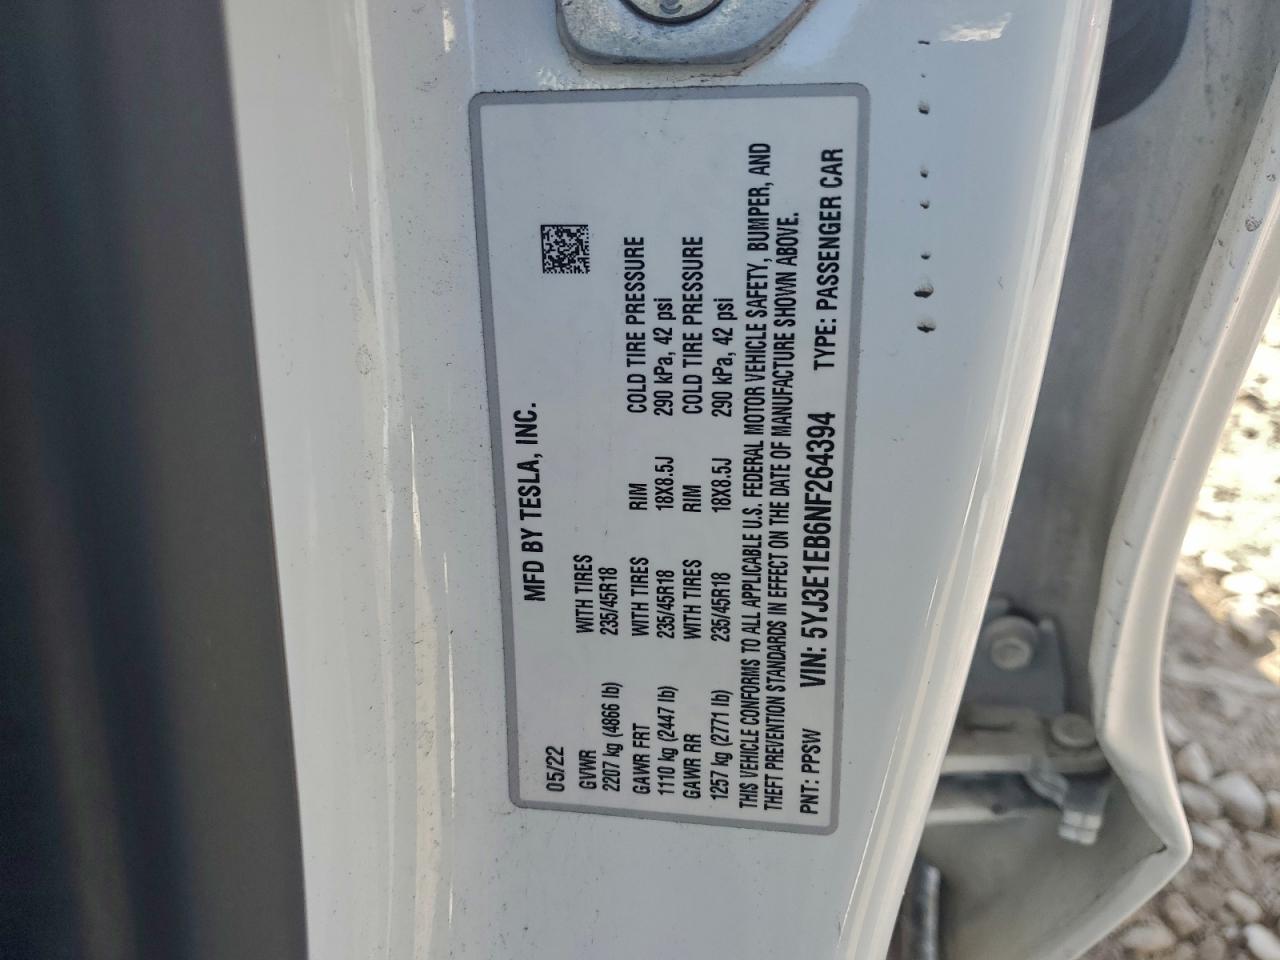 MFD BY TESLA, INC.
05/22
GVWR WITH TIRES
2207 kg (4866 lb) 235/45R18
GAWR FRT WITH TIRES RIM COLD TIRE PRESSURE
1110 kg (2447 lb) 235/45R18 18X8.5J 290 kPa, 42 psi
GAWR RR WITH TIRES RIM COLD TIRE PRESSURE
1257 kg (2771 lb) 235/45R18 18X8.5J 290 kPa, 42 psi
THIS VEHICLE CONFORMS TO ALL APPLICABLE U.S. FEDERAL MOTOR VEHICLE SAFETY, BUMPER, AND
THEFT PREVENTION STANDARDS IN EFFECT ON THE DATE OF MANUFACTURE SHOWN ABOVE.
PNT: PPSW VIN: 5YJ3E1EB6NF264394 TYPE: PASSENGER CAR